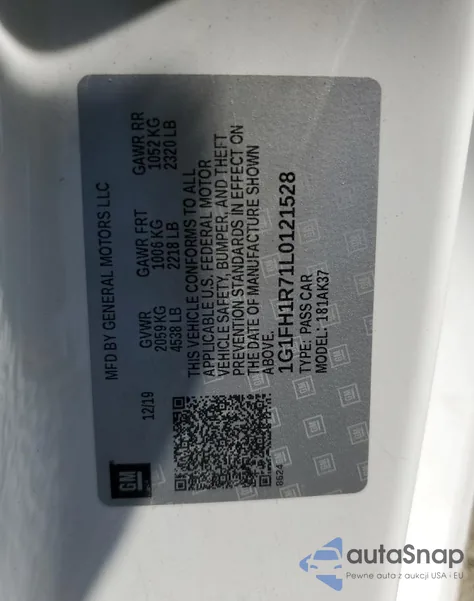 MFD BY GENERAL MOTORS LLC
12/19
GVWR
2059 KG
4538 LB
GAWR FRT
1006 KG
2218 LB
GAWR RR
1052 KG
2320 LB
THIS VEHICLE CONFORMS TO ALL
APPLICABLE U.S. FEDERAL MOTOR
VEHICLE SAFETY, BUMPER, AND THEFT
PREVENTION STANDARDS IN EFFECT ON
THE DATE OF MANUFACTURE SHOWN
ABOVE.
1G1FH1R71L0121528
TYPE: PASS CAR
MODEL: 181AK37
8624
GM
autaSnap
Pewne auta z aukcji USA i EU